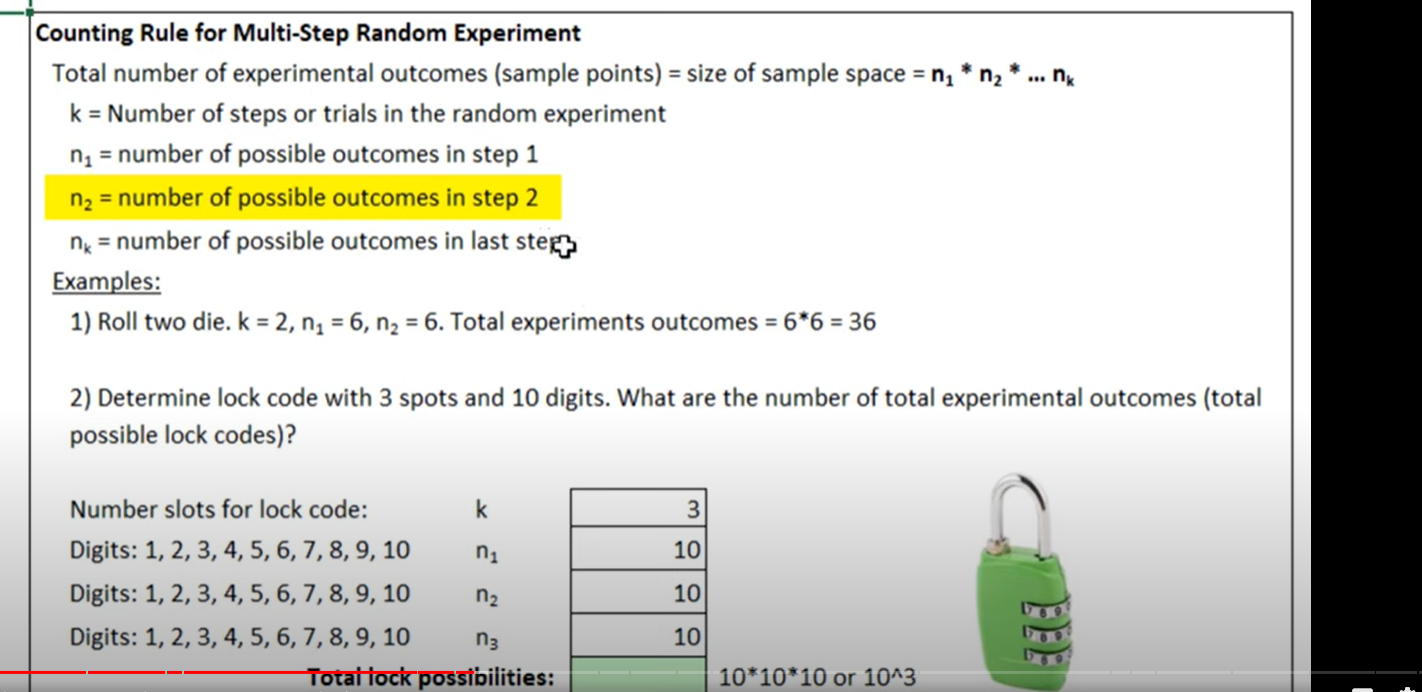 Counting Rule for Multi-Step Random Experiment
Total number of experimental outcomes (sample points) = size of sample space = n₁ * n₂ * ... nₖ
k = Number of steps or trials in the random experiment
n₁ = number of possible outcomes in step 1
n₂ = number of possible outcomes in step 2
nₖ = number of possible outcomes in last step
Examples:
1) Roll two die. k = 2, n₁ = 6, n₂ = 6. Total experiments outcomes = 6*6 = 36
2) Determine lock code with 3 spots and 10 digits. What are the number of total experimental outcomes (total
possible lock codes)?
Number slots for lock code: k 3
Digits: 1, 2, 3, 4, 5, 6, 7, 8, 9, 10 n₁ 10
Digits: 1, 2, 3, 4, 5, 6, 7, 8, 9, 10 n₂ 10
Digits: 1, 2, 3, 4, 5, 6, 7, 8, 9, 10 n₃ 10
Total lock possibilities: 10*10*10 or 10^3